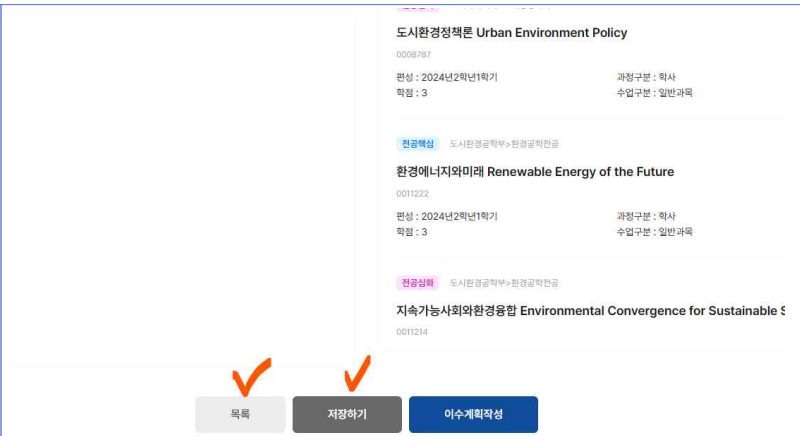 도시환경정책론 Urban Environment Policy
0008787
편성 : 2024년2학년1학기 과정구분 : 학사
학점 : 3 수업구분 : 일반과목
전공핵심 도시환경공학부>환경공학전공
환경에너지와미래 Renewable Energy of the Future
0011222
편성 : 2024년2학년1학기 과정구분 : 학사
학점 : 3 수업구분 : 일반과목
전공심화 도시환경공학부>환경공학전공
지속가능사회와환경융합 Environmental Convergence for Sustainable S
0011214
목록 저장하기 이수계획작성